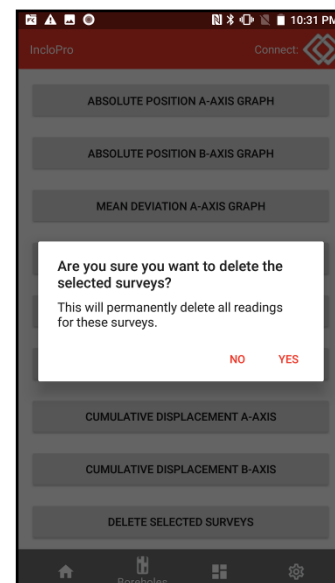 10:31 PM
IncloPro
Connect:
ABSOLUTE POSITION A-AXIS GRAPH
ABSOLUTE POSITION B-AXIS GRAPH
MEAN DEVIATION A-AXIS GRAPH
Are you sure you want to delete the
selected surveys?
This will permanently delete all readings
for these surveys.
NO YES
CUMULATIVE DISPLACEMENT A-AXIS
CUMULATIVE DISPLACEMENT B-AXIS
DELETE SELECTED SURVEYS
Boreholes